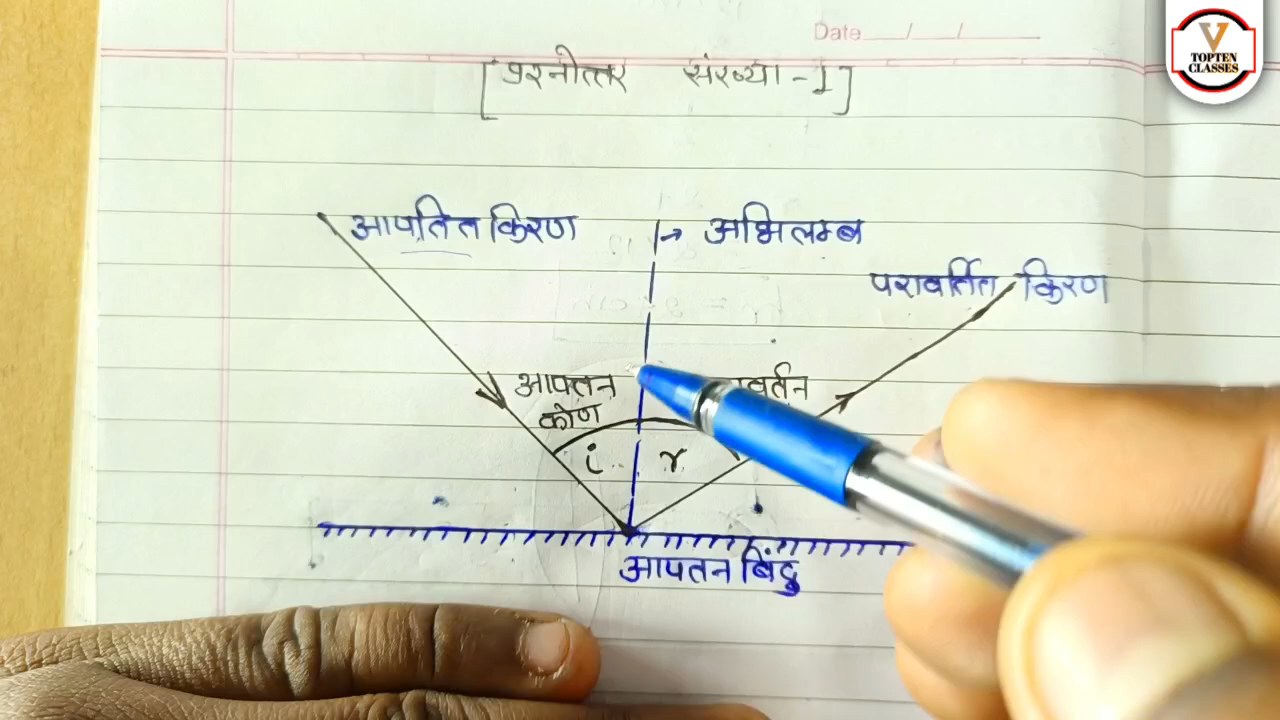 Date / /
[प्रश्नोत्तर संख्या-1]
V
TOPTEN
CLASSES
आपतित किरण
अभिलम्ब
परावर्तित किरण
आपतन
कोण
i
r
आपतन बिंदु